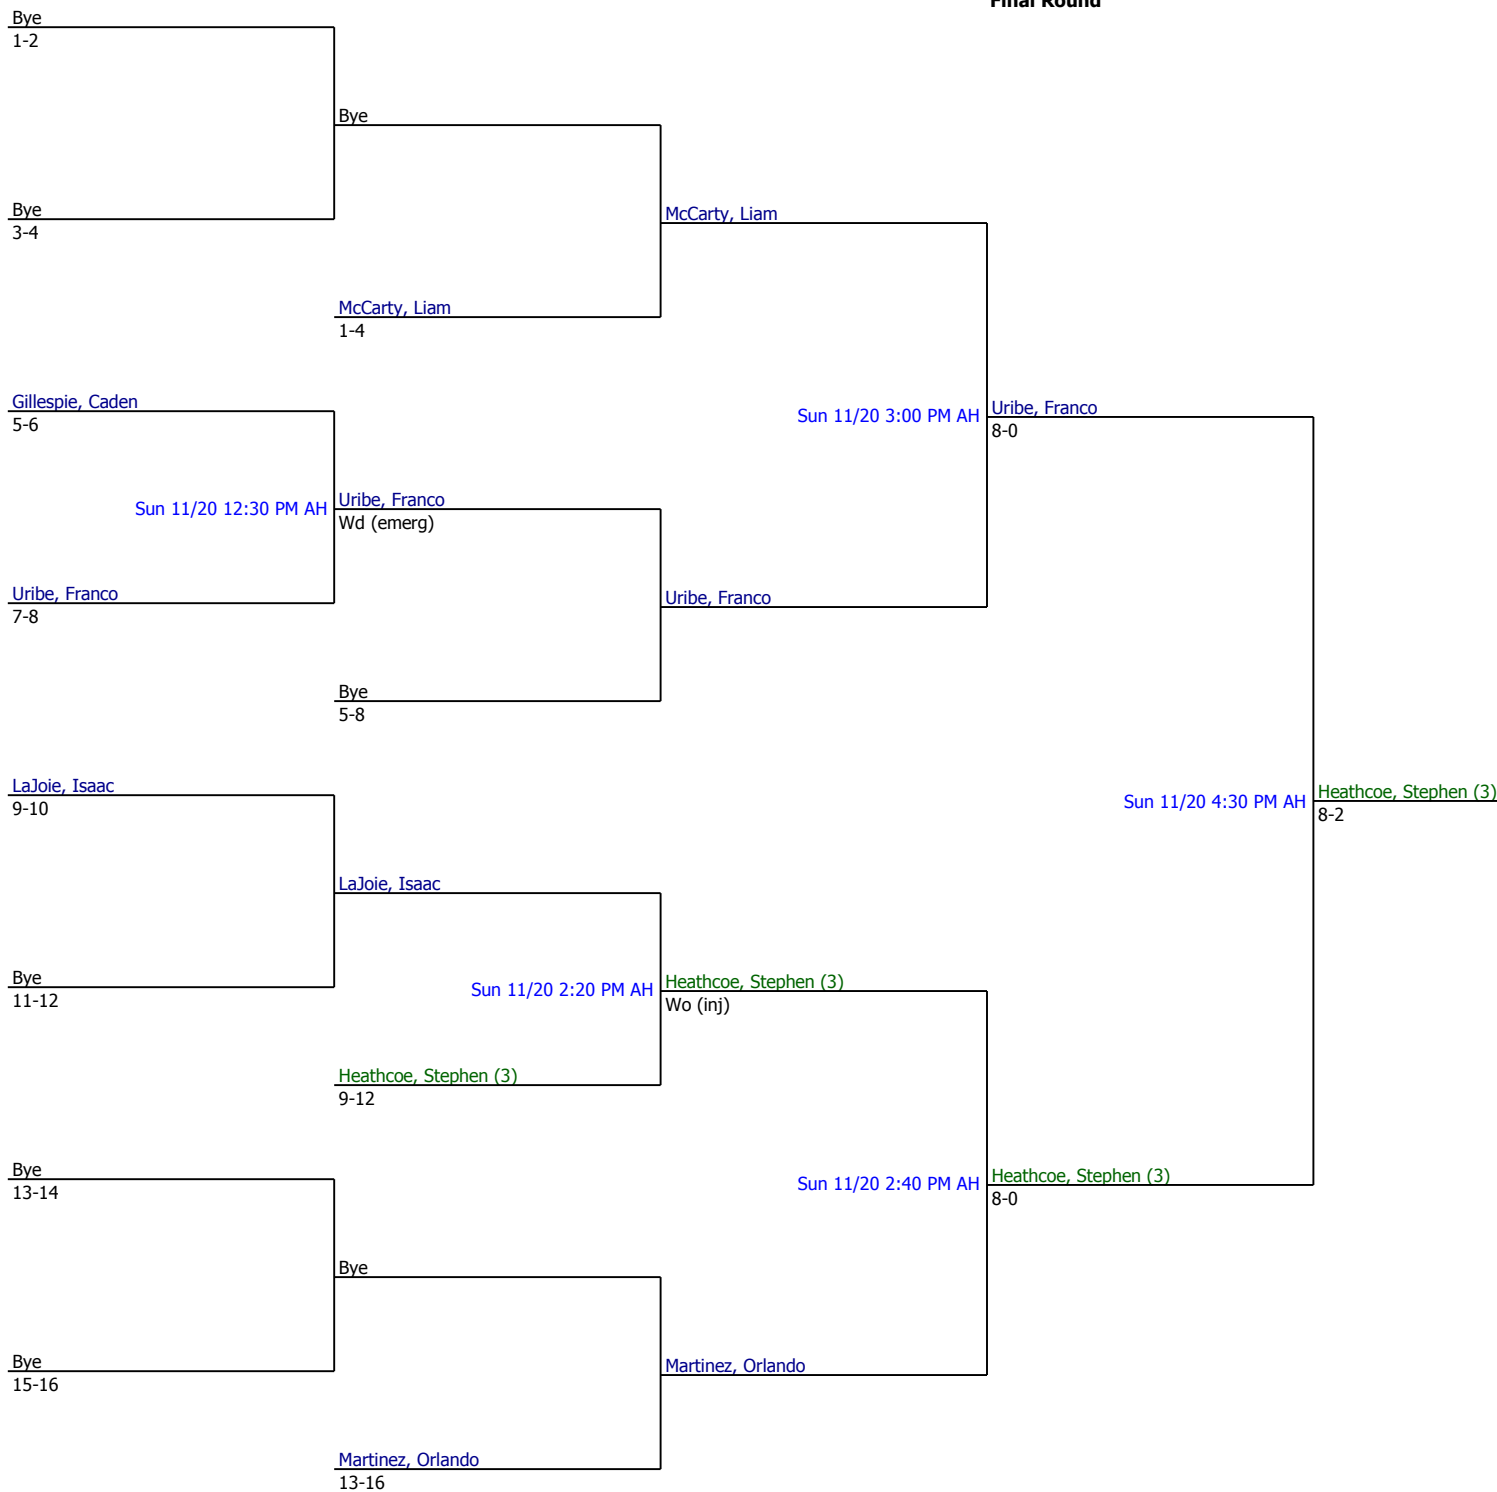 Final Round
Bye
1-2
Bye
Bye
3-4
McCarty, Liam
McCarty, Liam
1-4
Gillespie, Caden
5-6
Sun 11/20 3:00 PM AH
Uribe, Franco
8-0
Sun 11/20 12:30 PM AH
Uribe, Franco
Wd (emerg)
Uribe, Franco
7-8
Uribe, Franco
Bye
5-8
LaJoie, Isaac
9-10
Sun 11/20 4:30 PM AH
Heathcoe, Stephen (3)
8-2
LaJoie, Isaac
Bye
11-12
Sun 11/20 2:20 PM AH
Heathcoe, Stephen (3)
Wo (inj)
Heathcoe, Stephen (3)
9-12
Bye
13-14
Sun 11/20 2:40 PM AH
Heathcoe, Stephen (3)
8-0
Bye
Bye
15-16
Martinez, Orlando
Martinez, Orlando
13-16